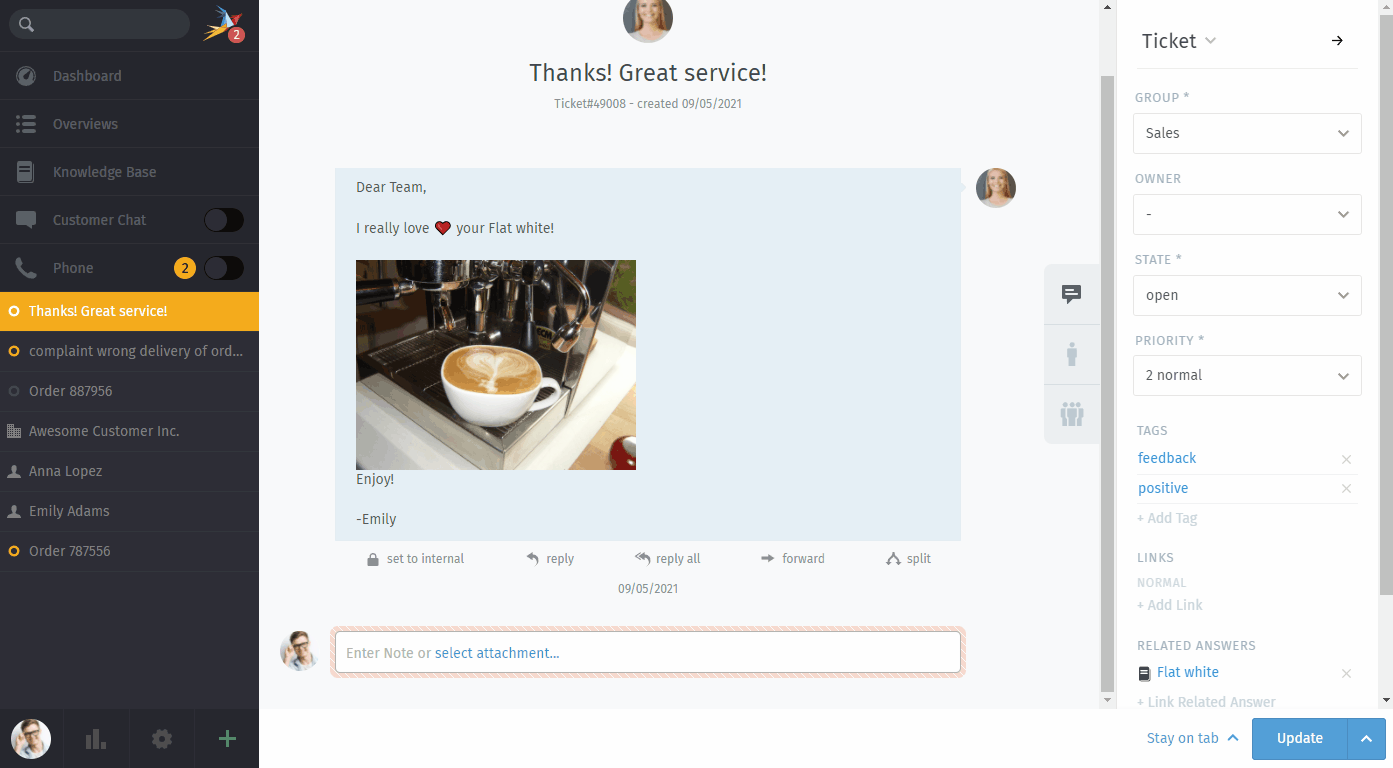 2
Dashboard
Overviews
Knowledge Base
Customer Chat
Phone 2
Thanks! Great service!
complaint wrong delivery of ord...
Order 887956
Awesome Customer Inc.
Anna Lopez
Emily Adams
Order 787556
Thanks! Great service!
Ticket#49008 - created 09/05/2021
Dear Team,
I really love ❤ your Flat white!
Enjoy!
-Emily
set to internal reply reply all forward split
09/05/2021
Enter Note or select attachment...
Ticket
GROUP *
Sales
OWNER
-
STATE *
open
PRIORITY *
2 normal
TAGS
feedback
positive
+ Add Tag
LINKS
NORMAL
+ Add Link
RELATED ANSWERS
Flat white
+ Link Related Answer
Stay on tab Update